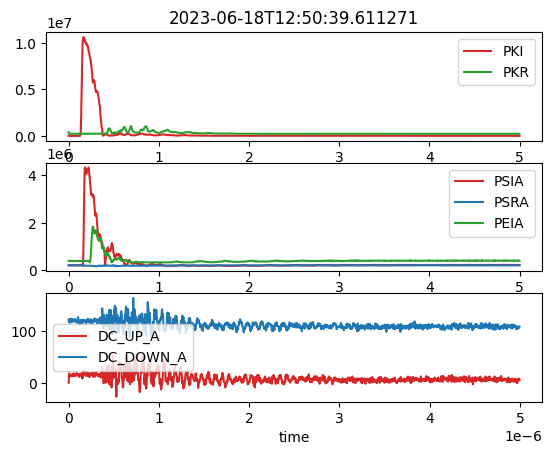 2023-06-18T12:50:39.611271
1e7
1.0
0.5
0.0
PKI
PKR
0 1 2 3 4 5
1e6
4
2
0
PSIA
PSRA
PEIA
0 1 2 3 4 5
100
0
DC_UP_A
DC_DOWN_A
0 1 2 3 4 5
time
1e−6